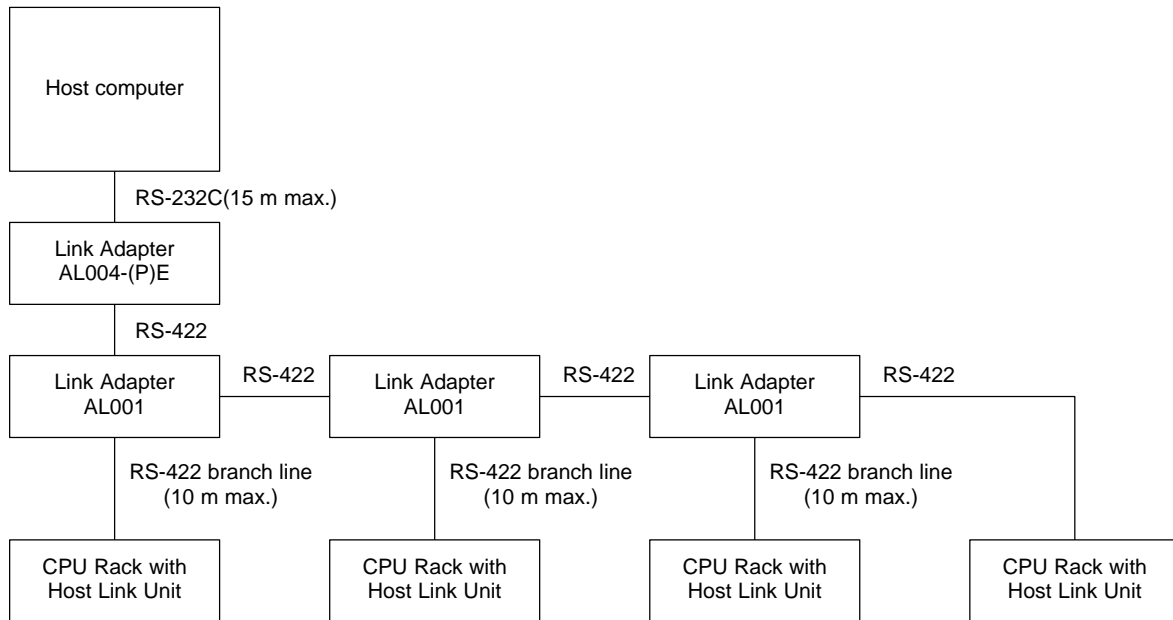 Host computer
RS-232C(15 m max.)
Link Adapter
AL004-(P)E
RS-422
Link Adapter
AL001
RS-422
Link Adapter
AL001
RS-422
Link Adapter
AL001
RS-422
RS-422 branch line
(10 m max.)
RS-422 branch line
(10 m max.)
RS-422 branch line
(10 m max.)
CPU Rack with
Host Link Unit
CPU Rack with
Host Link Unit
CPU Rack with
Host Link Unit
CPU Rack with
Host Link Unit